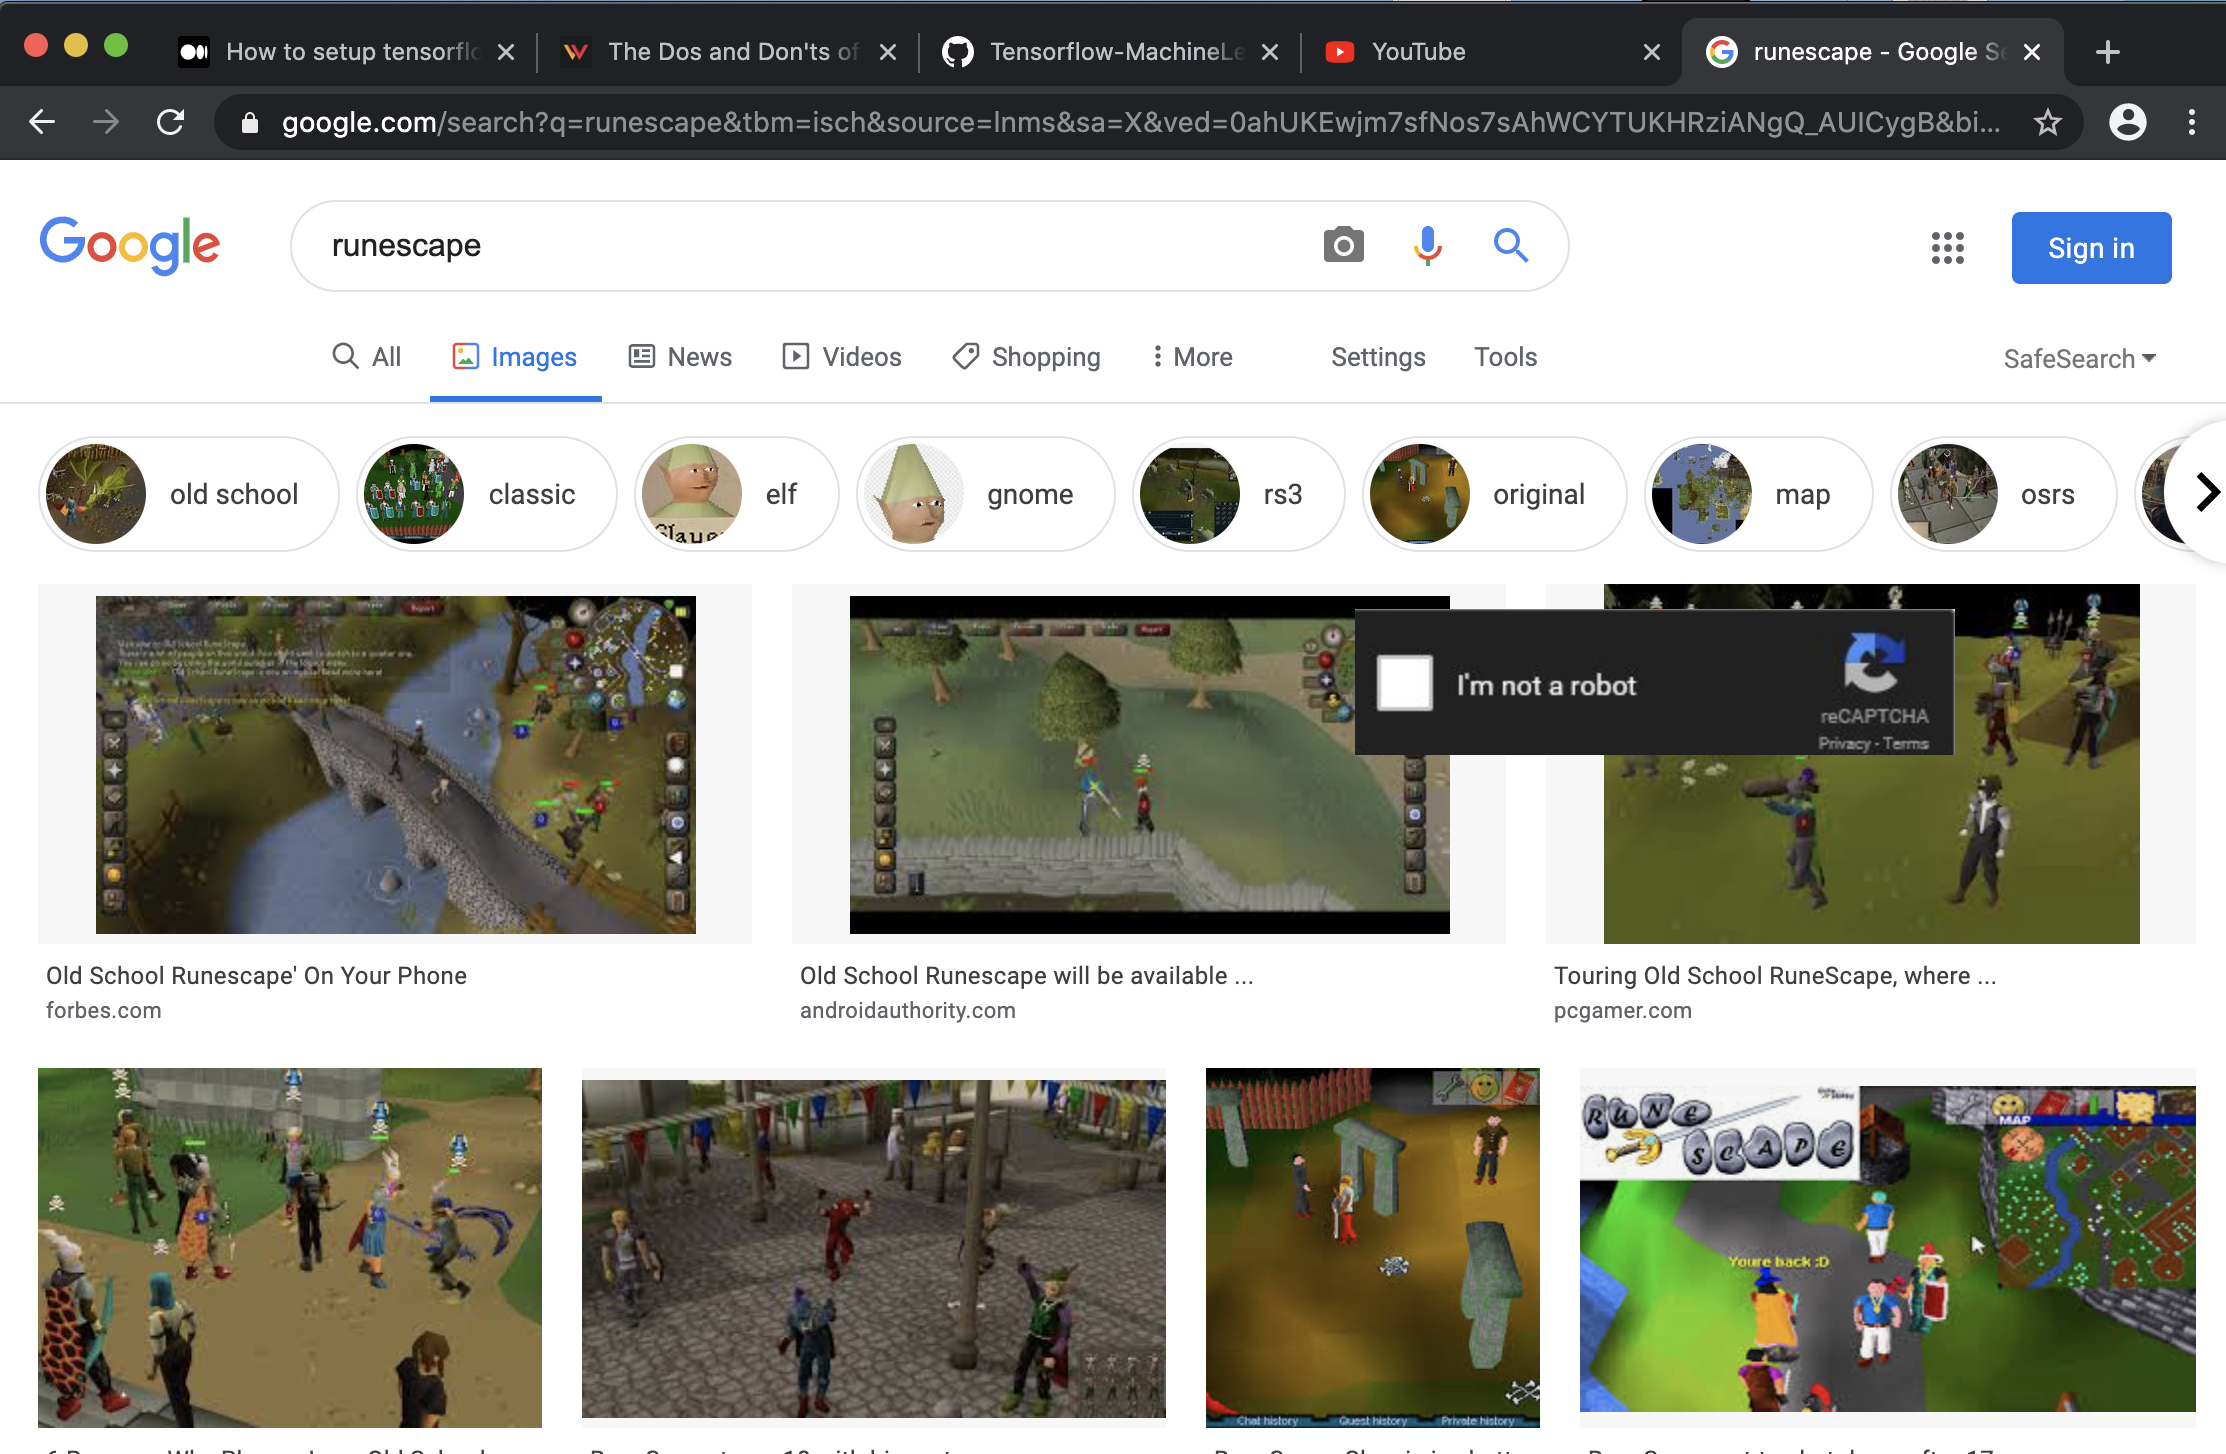 How to setup tensorflo
The Dos and Don'ts of
Tensorflow-MachineLe
YouTube
runescape - Google Se
google.com/search?q=runescape&tbm=isch&source=lnms&sa=X&ved=0ahUKEwjm7sfNos7sAhWCYTUKHRziANgQ_AUICygB&bi...
Google
runescape
Sign in
All
Images
News
Videos
Shopping
More
Settings
Tools
SafeSearch
old school
classic
elf
gnome
rs3
original
map
osrs
I'm not a robot
reCAPTCHA
Privacy - Terms
Old School Runescape' On Your Phone
forbes.com
Old School Runescape will be available ...
androidauthority.com
Touring Old School RuneScape, where ...
pcgamer.com
RUNE
SCAPE
MAP
Youre back :D
Chat history
Quest history
Private history